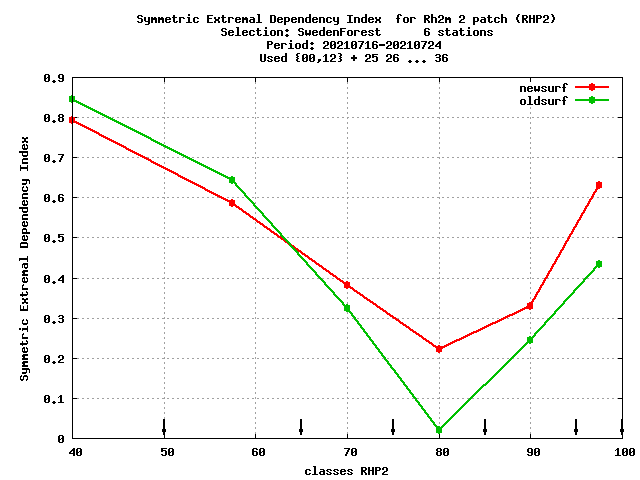 Symmetric Extremal Dependency Index  for Rh2m 2 patch (RHP2)
Selection: SwedenForest      6 stations
Period: 20210716-20210724
Used {00,12} + 25 26 ... 36
newsurf
oldsurf
Symmetric Extremal Dependency Index
0.9
0.8
0.7
0.6
0.5
0.4
0.3
0.2
0.1
0
40 50 60 70 80 90 100
classes RHP2